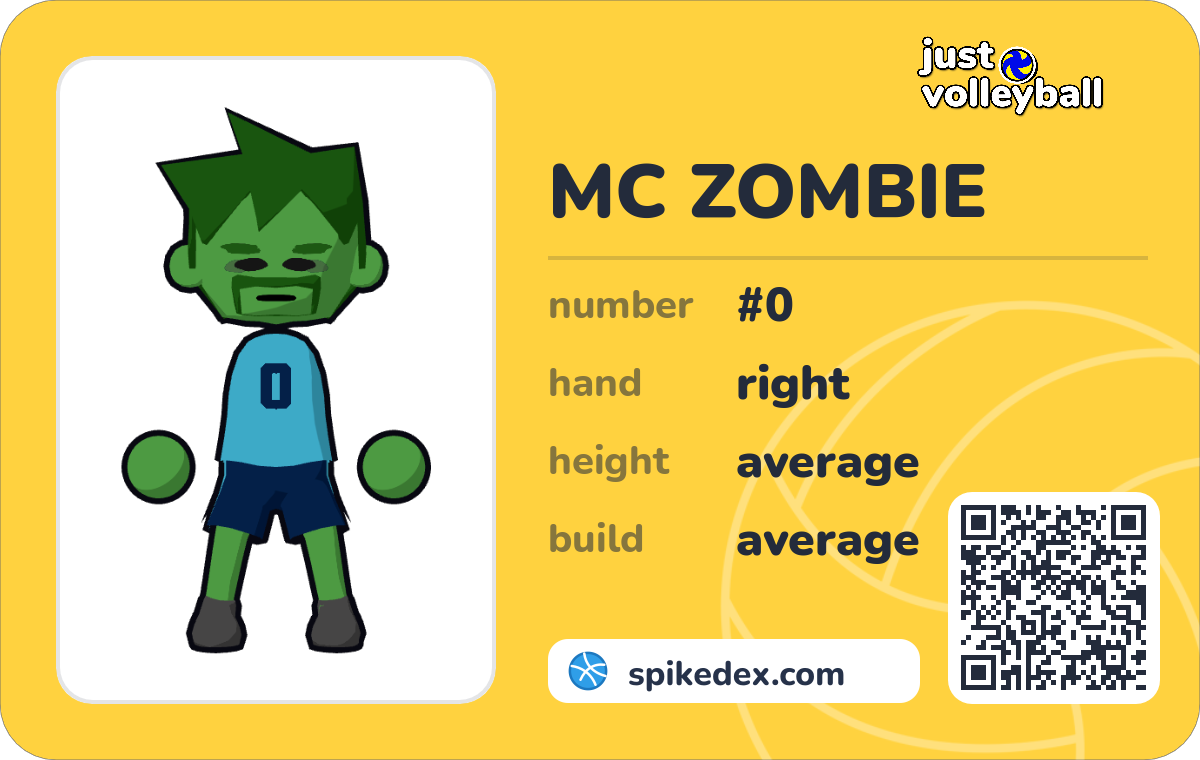 just
volleyball
MC ZOMBIE
number #0
hand right
height average
build average
0
spikedex.com